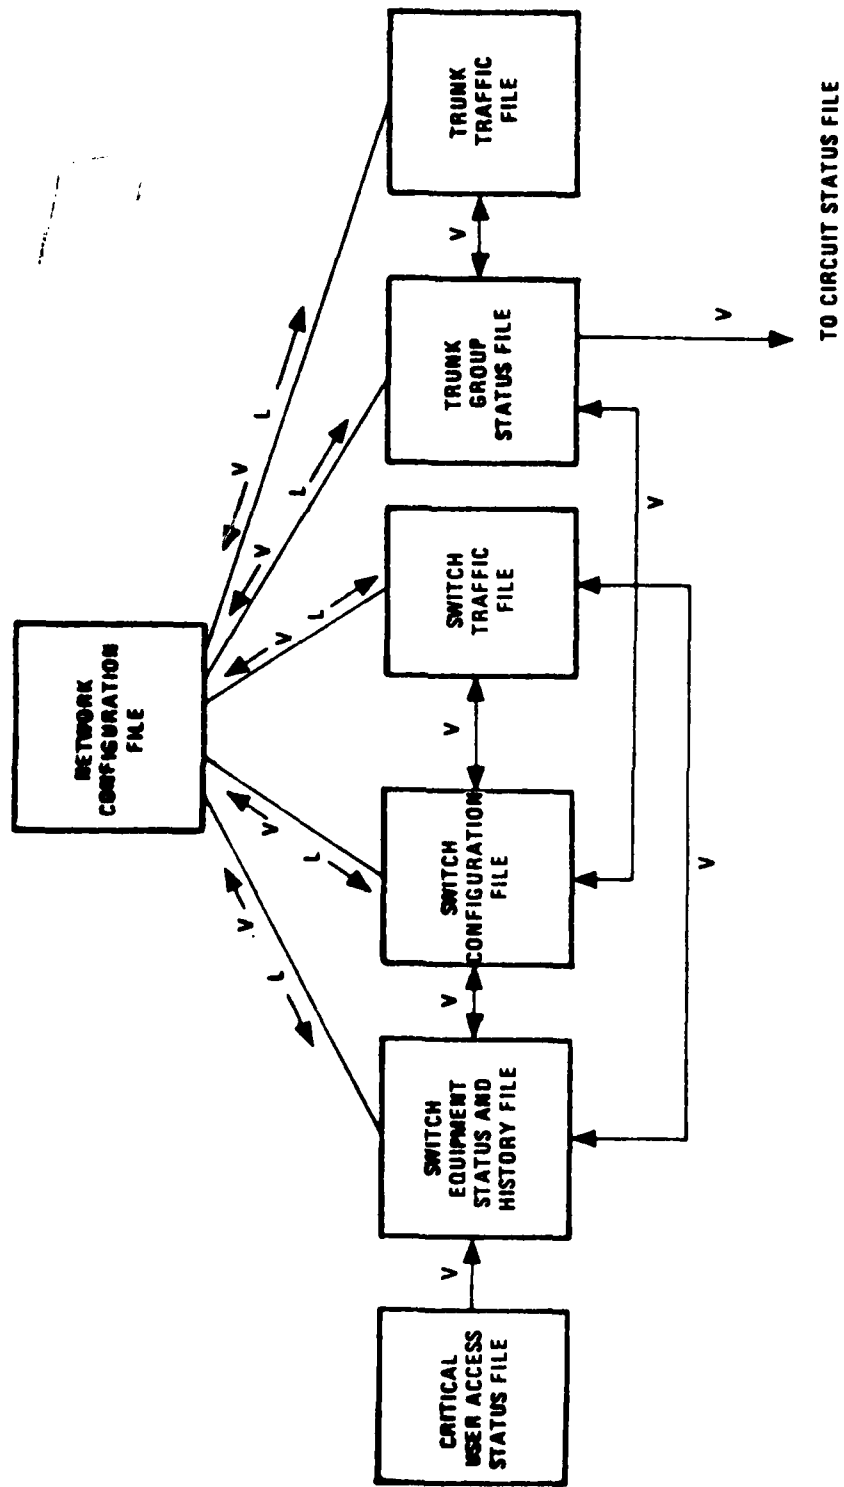 NETWORK
CONFIGURATION
FILE
V
L
V
L
V
L
V
L
V
L
CRITICAL
USER ACCESS
STATUS FILE
V
SWITCH
EQUIPMENT
STATUS AND
HISTORY FILE
V
SWITCH
CONFIGURATION
FILE
V
SWITCH
TRAFFIC
FILE
TRUNK
GROUP
STATUS FILE
V
TRUNK
TRAFFIC
FILE
V
V
V
TO CIRCUIT STATUS FILE